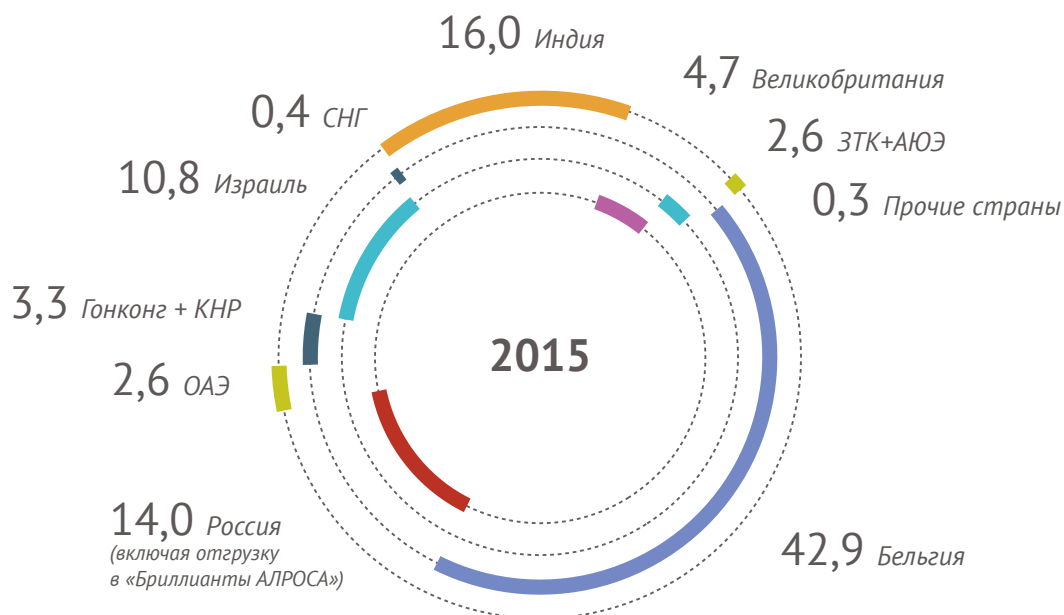 16,0 Индия
4,7 Великобритания
0,4 СНГ
2,6 ЗТК+АЮЭ
10,8 Израиль
0,3 Прочие страны
3,3 Гонконг + КНР
2015
2,6 ОАЭ
14,0 Россия
(включая отгрузку
в «Бриллианты АЛРОСА»)
42,9 Бельгия